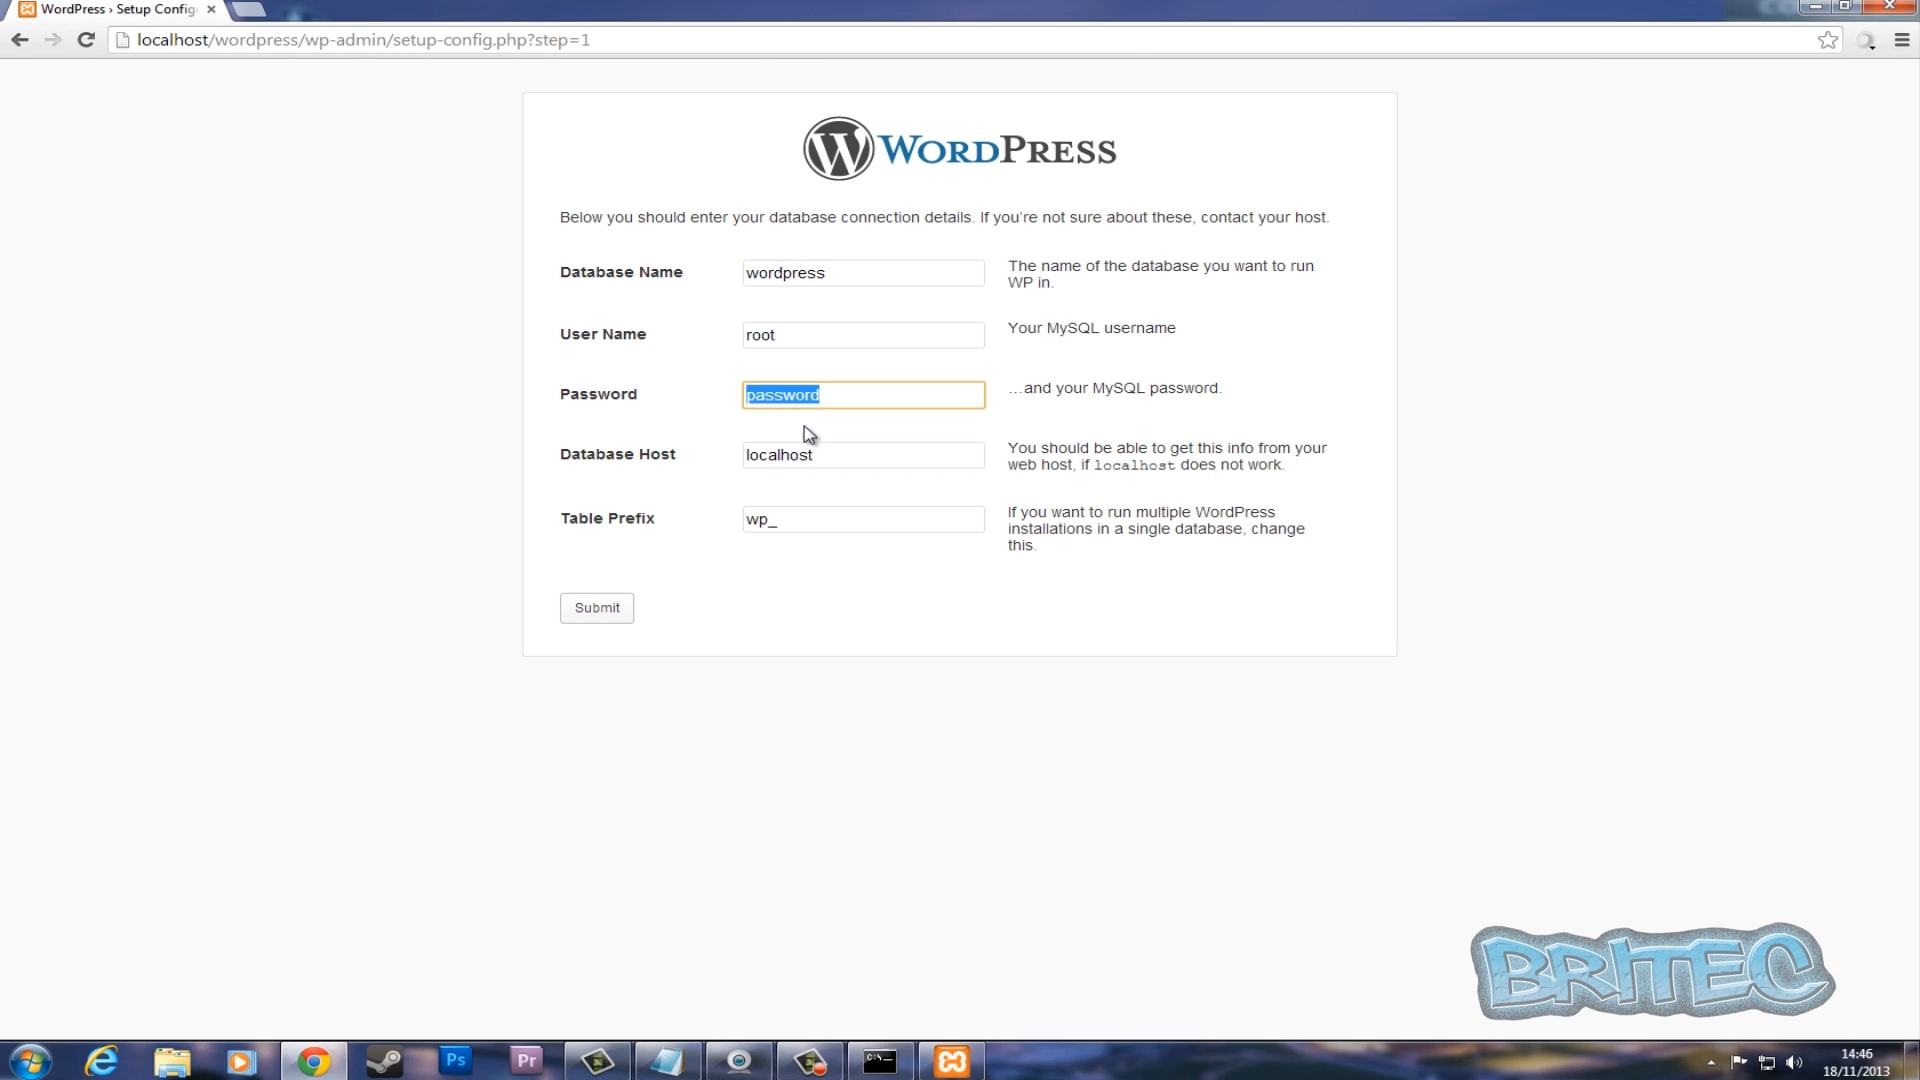 WordPress › Setup Config
localhost/wordpress/wp-admin/setup-config.php?step=1
WORDPRESS
Below you should enter your database connection details. If you’re not sure about these, contact your host.
Database Name
wordpress
The name of the database you want to run
WP in.
User Name
root
Your MySQL username
Password
password
…and your MySQL password.
Database Host
localhost
You should be able to get this info from your
web host, if localhost does not work.
Table Prefix
wp_
If you want to run multiple WordPress
installations in a single database, change
this.
Submit
BRITEC
Ps
Pr
C:\
14:46
18/11/2013